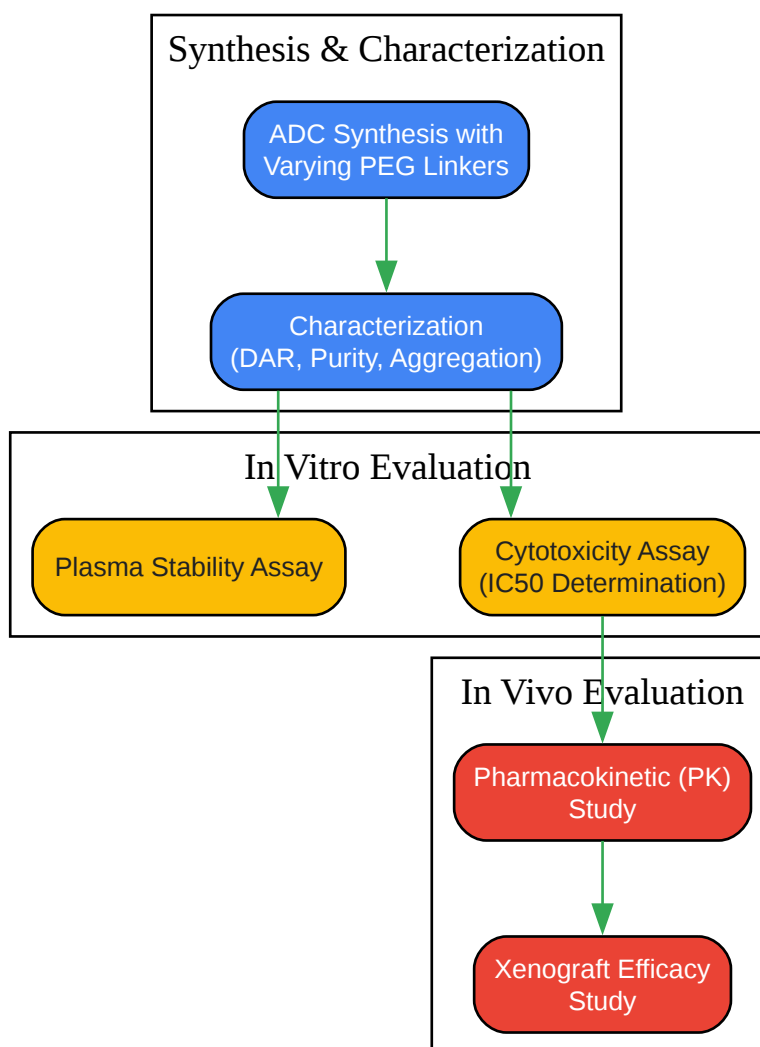 Synthesis & Characterization
ADC Synthesis with
Varying PEG Linkers
Characterization
(DAR, Purity, Aggregation)
In Vitro Evaluation
Plasma Stability Assay
Cytotoxicity Assay
(IC50 Determination)
In Vivo Evaluation
Pharmacokinetic (PK)
Study
Xenograft Efficacy
Study